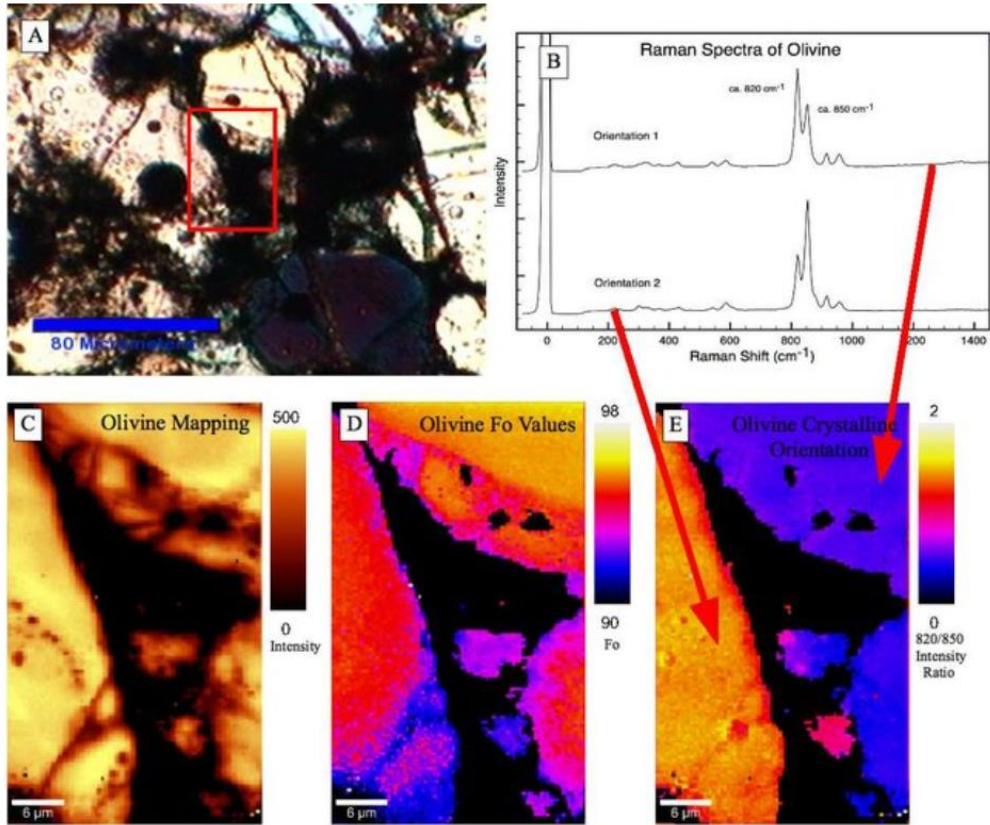 A
80 Micrometers
B
Raman Spectra of Olivine
ca. 820 cm⁻¹
ca. 850 cm⁻¹
Orientation 1
Orientation 2
Intensity
0
200
400
600
800
1000
1200
1400
Raman Shift (cm⁻¹)
C
Olivine Mapping
500
0
Intensity
6 µm
D
Olivine Fo Values
98
90
Fo
6 µm
E
Olivine Crystalline
Orientation
2
0
820/850
Intensity
Ratio
6 µm